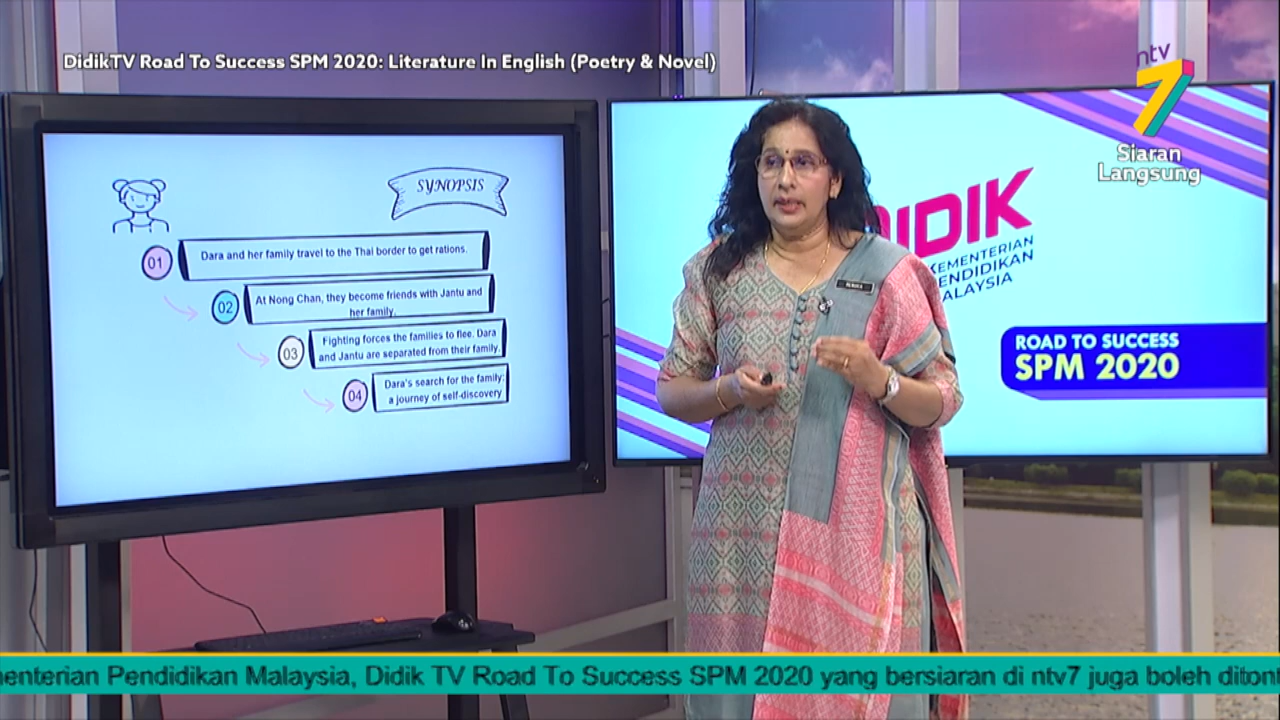 DidikTV Road To Success SPM 2020: Literature In English (Poetry & Novel)
ntv
7
Siaran
Langsung
SYNOPSIS
01
Dara and her family travel to the Thai border to get rations.
02
At Nong Chan, they become friends with Jantu and
her family.
03
Fighting forces the families to flee. Dara
and Jantu are separated from their family.
04
Dara's search for the family:
a journey of self-discovery
DIDIK
KEMENTERIAN
PENDIDIKAN
MALAYSIA
ROAD TO SUCCESS
SPM 2020
enterian Pendidikan Malaysia, Didik TV Road To Success SPM 2020 yang bersiaran di ntv7 juga boleh ditont